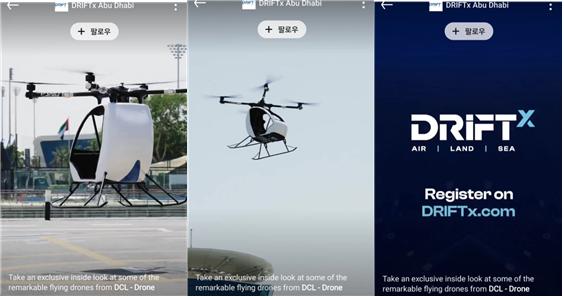 DRIFTx Abu Dhabi
+ 팔로우
Take an exclusive inside look at some of the
remarkable flying drones from DCL - Drone
DRIFTx Abu Dhabi
+ 팔로우
Take an exclusive inside look at some of the
remarkable flying drones from DCL - Drone
DRIFTx Abu Dhabi
+ 팔로우
DRIFTX
AIR | LAND | SEA
Register on
DRIFTx.com
Take an exclusive inside look at some of the
remarkable flying drones from DCL - Drone